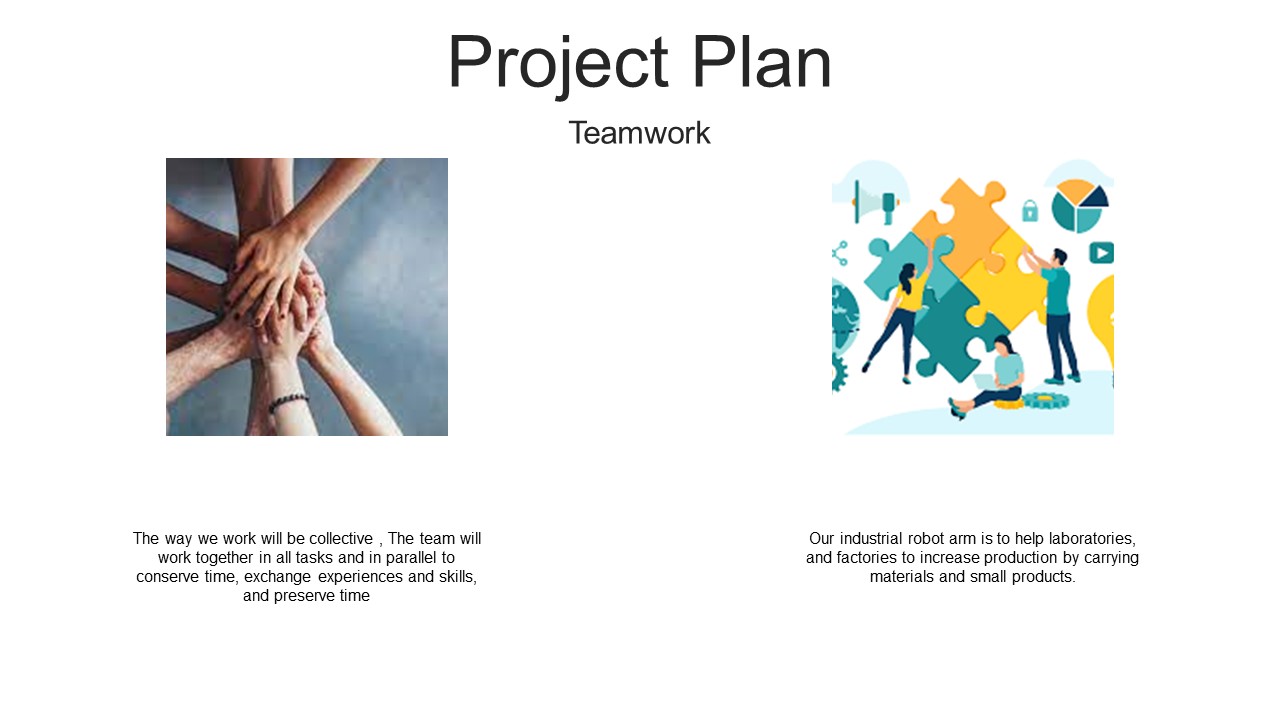 Project Plan
Teamwork
The way we work will be collective , The team will
work together in all tasks and in parallel to
conserve time, exchange experiences and skills,
and preserve time
Our industrial robot arm is to help laboratories,
and factories to increase production by carrying
materials and small products.